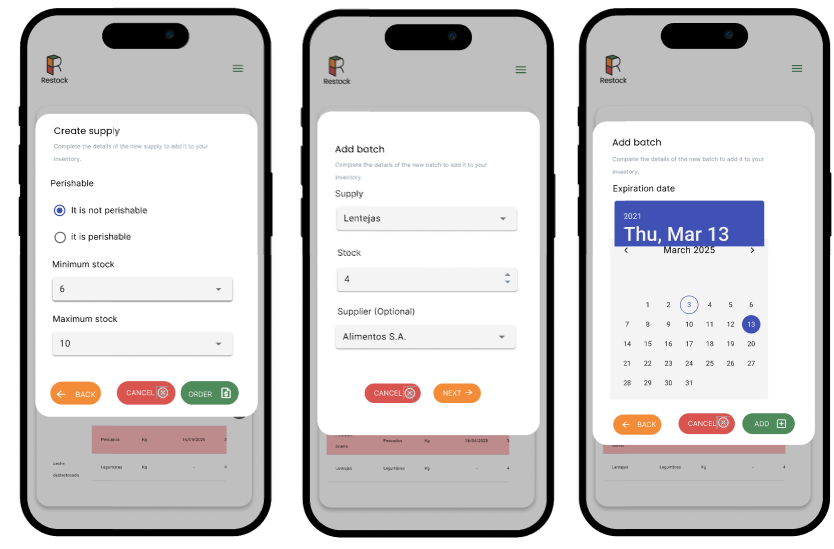 Restock
Create supply
Complete the details of the new supply to add it to your
inventory.
Perishable
It is not perishable
it is perishable
Minimum stock
6
Maximum stock
10
BACK
CANCEL
ORDER
Pescados Kg 16/04/2025 3
Leche
deslactosada
Legumbres Kg - 4
Restock
Add batch
Complete the details of the new batch to add it to your
inventory.
Supply
Lentejas
Stock
4
Supplier (Optional)
Alimentos S.A.
CANCEL
NEXT
Pescados Kg 16/04/2025 3
Lentejas Legumbres Kg - 4
Restock
Add batch
Complete the details of the new batch to add it to your
inventory.
Expiration date
2021
Thu, Mar 13
March 2025
1 2 3 4 5 6
7 8 9 10 11 12 13
14 15 16 17 18 19 20
21 22 23 24 25 26 27
28 29 30 31
BACK
CANCEL
ADD
Lentejas Legumbres Kg - 4